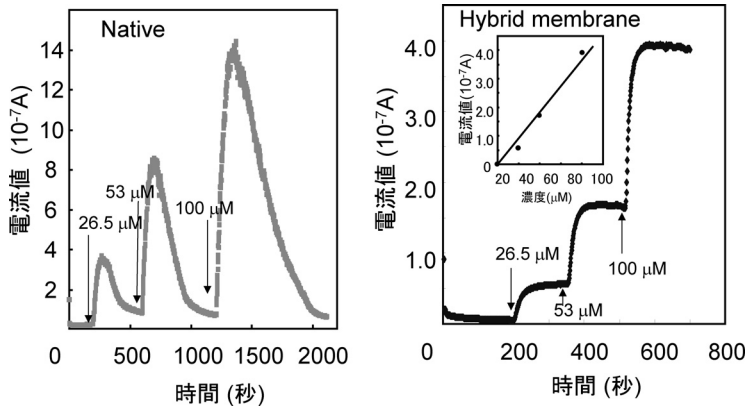 Native
電流値 (10⁻⁷A)
14
12
10
8
6
4
2
26.5 μM
53 μM
100 μM
0
500
1000
1500
2000
時間 (秒)
Hybrid membrane
電流値 (10⁻⁷A)
4.0
3.0
2.0
1.0
26.5 μM
53 μM
100 μM
0
200
400
600
800
時間 (秒)
電流値(10⁻⁷A)
4.0
3.0
2.0
1.0
0
20
40
60
80
100
濃度(μM)